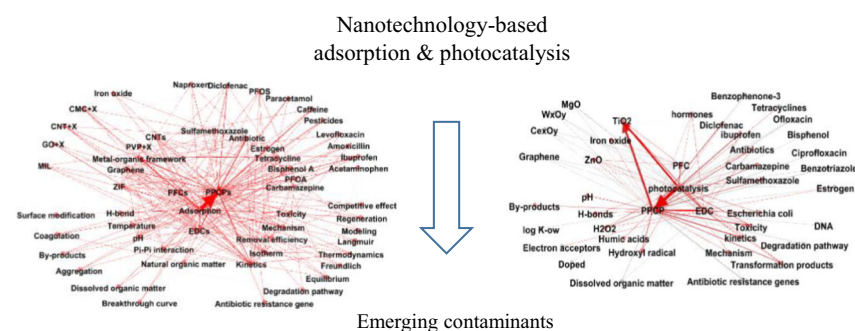 Nanotechnology-based
adsorption & photocatalysis
Naproxen
Diclofenac
Iron oxide
PFOS
Paracetamol
CMC+X
Caffeine
Pesticides
CNT+X
CNTs
Sulfamethoxazole
Antibiotic
Levofloxacin
GO+X
PVP+X
Estrogen
Amoxicillin
Metal-organic framework
Tetracycline
Ibuprofen
MIL
Graphene
Bisphenol A
Acetaminophen
PFOA
ZIF
PFCs
PPCPs
Carbamazepine
Competitive effect
Surface modification
H-bond
Adsorption
Toxicity
Regeneration
Temperature
Mechanism
Modeling
Coagulation
pH
EDCs
Removal efficiency
Langmuir
By-products
Pi-Pi interaction
Isotherm
Thermodynamics
Aggregation
Natural organic matter
Kinetics
Freundlich
Equilibrium
Dissolved organic matter
Degradation pathway
Breakthrough curve
Antibiotic resistance gene
Benzophenone-3
MgO
Tetracyclines
WxOy
TiO2
hormones
Ofloxacin
CexOy
Diclofenac
Bisphenol
Iron oxide
ibuprofen
Graphene
ZnO
Antibiotics
Ciprofloxacin
PFC
Carbamazepine
Benzotriazole
photocatalysis
Sulfamethoxazole
Estrogen
pH
By-products
PPCP
EDC
H-bonds
Escherichia coli
log K-ow
H2O2
Toxicity
DNA
Humic acids
kinetics
Electron acceptors
Hydroxyl radical
Mechanism
Degradation pathway
Doped
Transformation products
Dissolved organic matter
Antibiotic resistance genes
Emerging contaminants